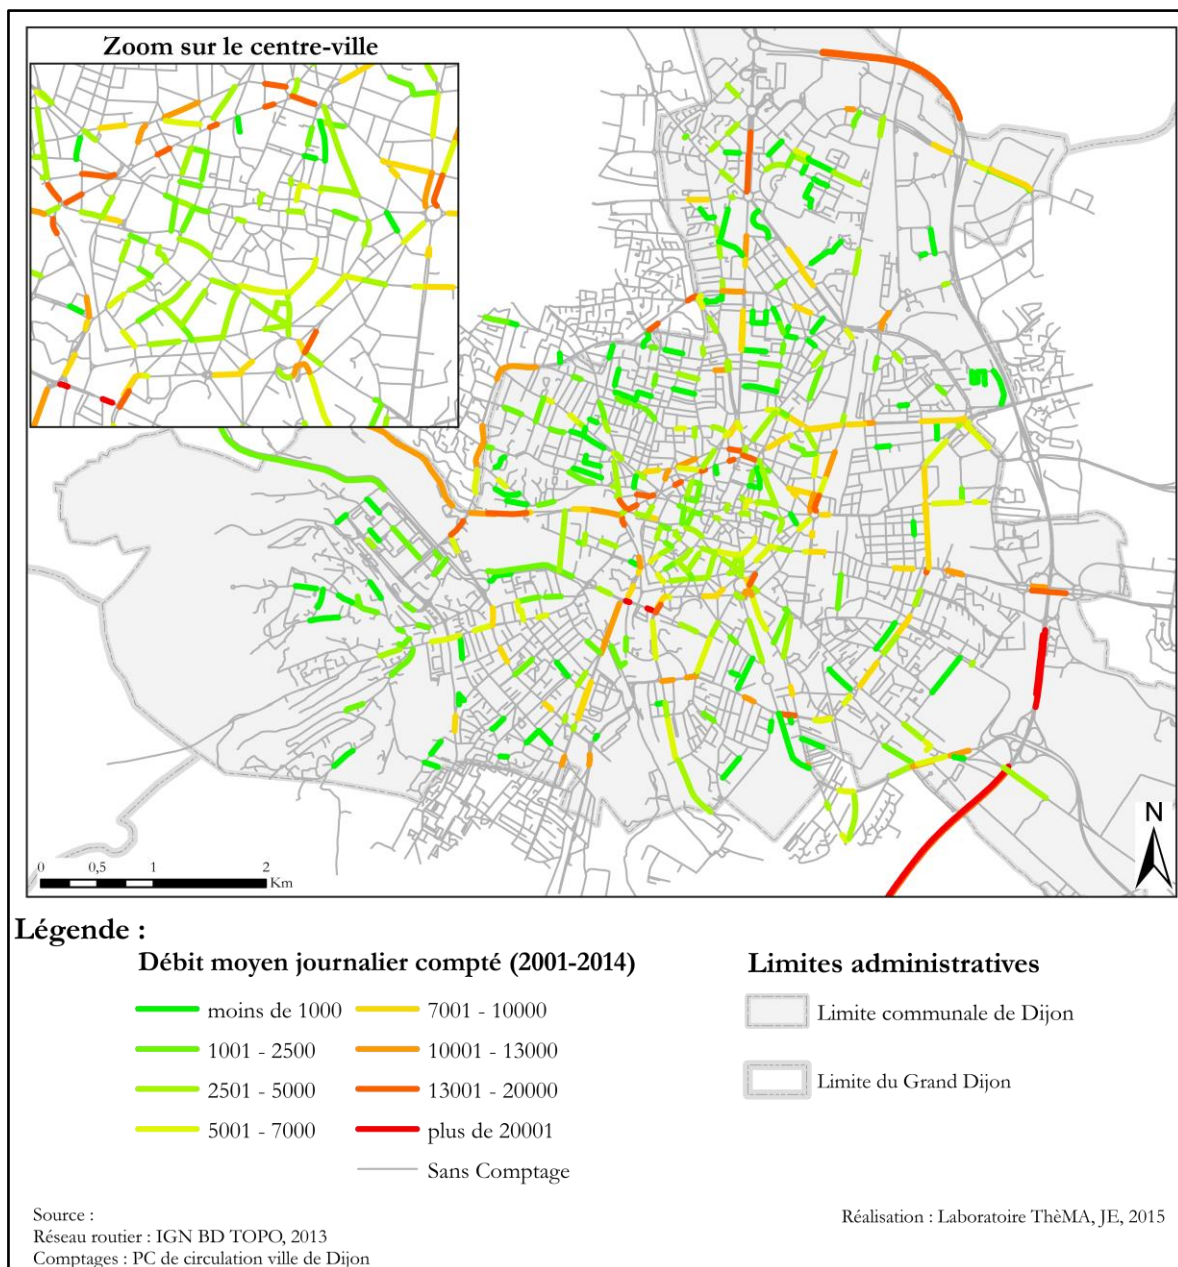 Zoom sur le centre-ville
N
0 0,5 1 2
Km
Légende :
Débit moyen journalier compté (2001-2014)
moins de 1000
1001 - 2500
2501 - 5000
5001 - 7000
7001 - 10000
10001 - 13000
13001 - 20000
plus de 20001
Sans Comptage
Limites administratives
Limite communale de Dijon
Limite du Grand Dijon
Source :
Réseau routier : IGN BD TOPO, 2013
Comptages : PC de circulation ville de Dijon
Réalisation : Laboratoire ThèMA, JE, 2015